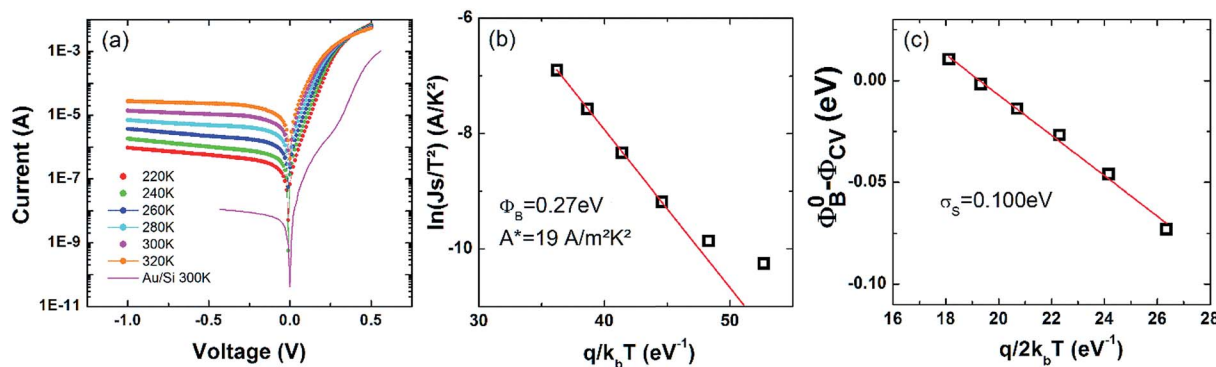 (a)
1E-3
1E-5
1E-7
1E-9
1E-11
Current (A)
220K
240K
260K
280K
300K
320K
Au/Si 300K
-1.0 -0.5 0.0 0.5
Voltage (V)
(b)
-6
-8
-10
ln(Js/T²) (A/K²)
Φ_B=0.27eV
A*=19 A/m²K²
30 40 50
q/k_bT (eV⁻¹)
(c)
0.00
-0.05
-0.10
Φ_B⁰-Φ_CV (eV)
σ_S=0.100eV
16 18 20 22 24 26 28
q/2k_bT (eV⁻¹)